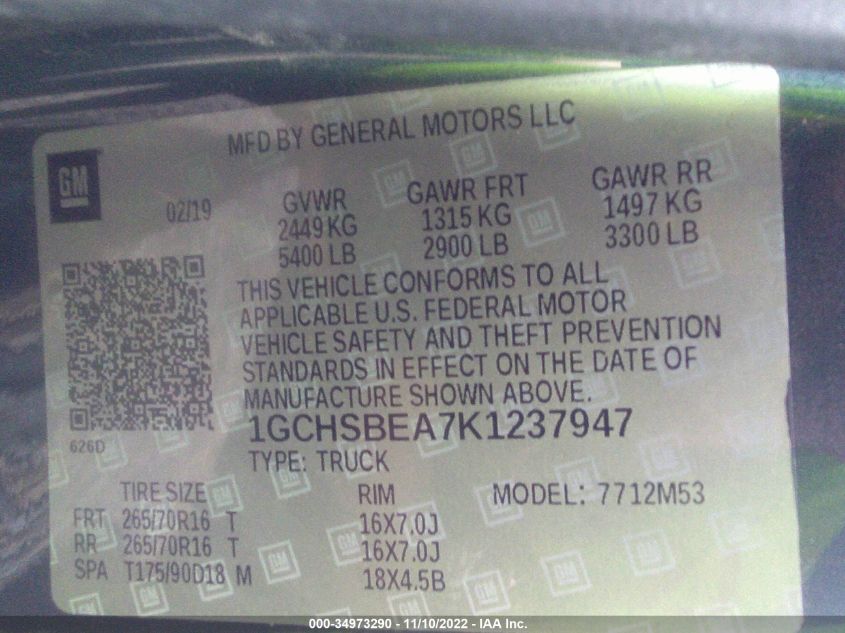 MFD BY GENERAL MOTORS LLC
GM
02/19
GVWR GAWR FRT GAWR RR
2449 KG 1315 KG 1497 KG
5400 LB 2900 LB 3300 LB
THIS VEHICLE CONFORMS TO ALL
APPLICABLE U.S. FEDERAL MOTOR
VEHICLE SAFETY AND THEFT PREVENTION
STANDARDS IN EFFECT ON THE DATE OF
MANUFACTURE SHOWN ABOVE.
626D
1GCHSBEA7K1237947
TYPE: TRUCK
TIRE SIZE RIM MODEL: 7712M53
FRT 265/70R16 T 16X7.0J
RR 265/70R16 T 16X7.0J
SPA T175/90D18 M 18X4.5B
000-34973290 - 11/10/2022 - IAA Inc.